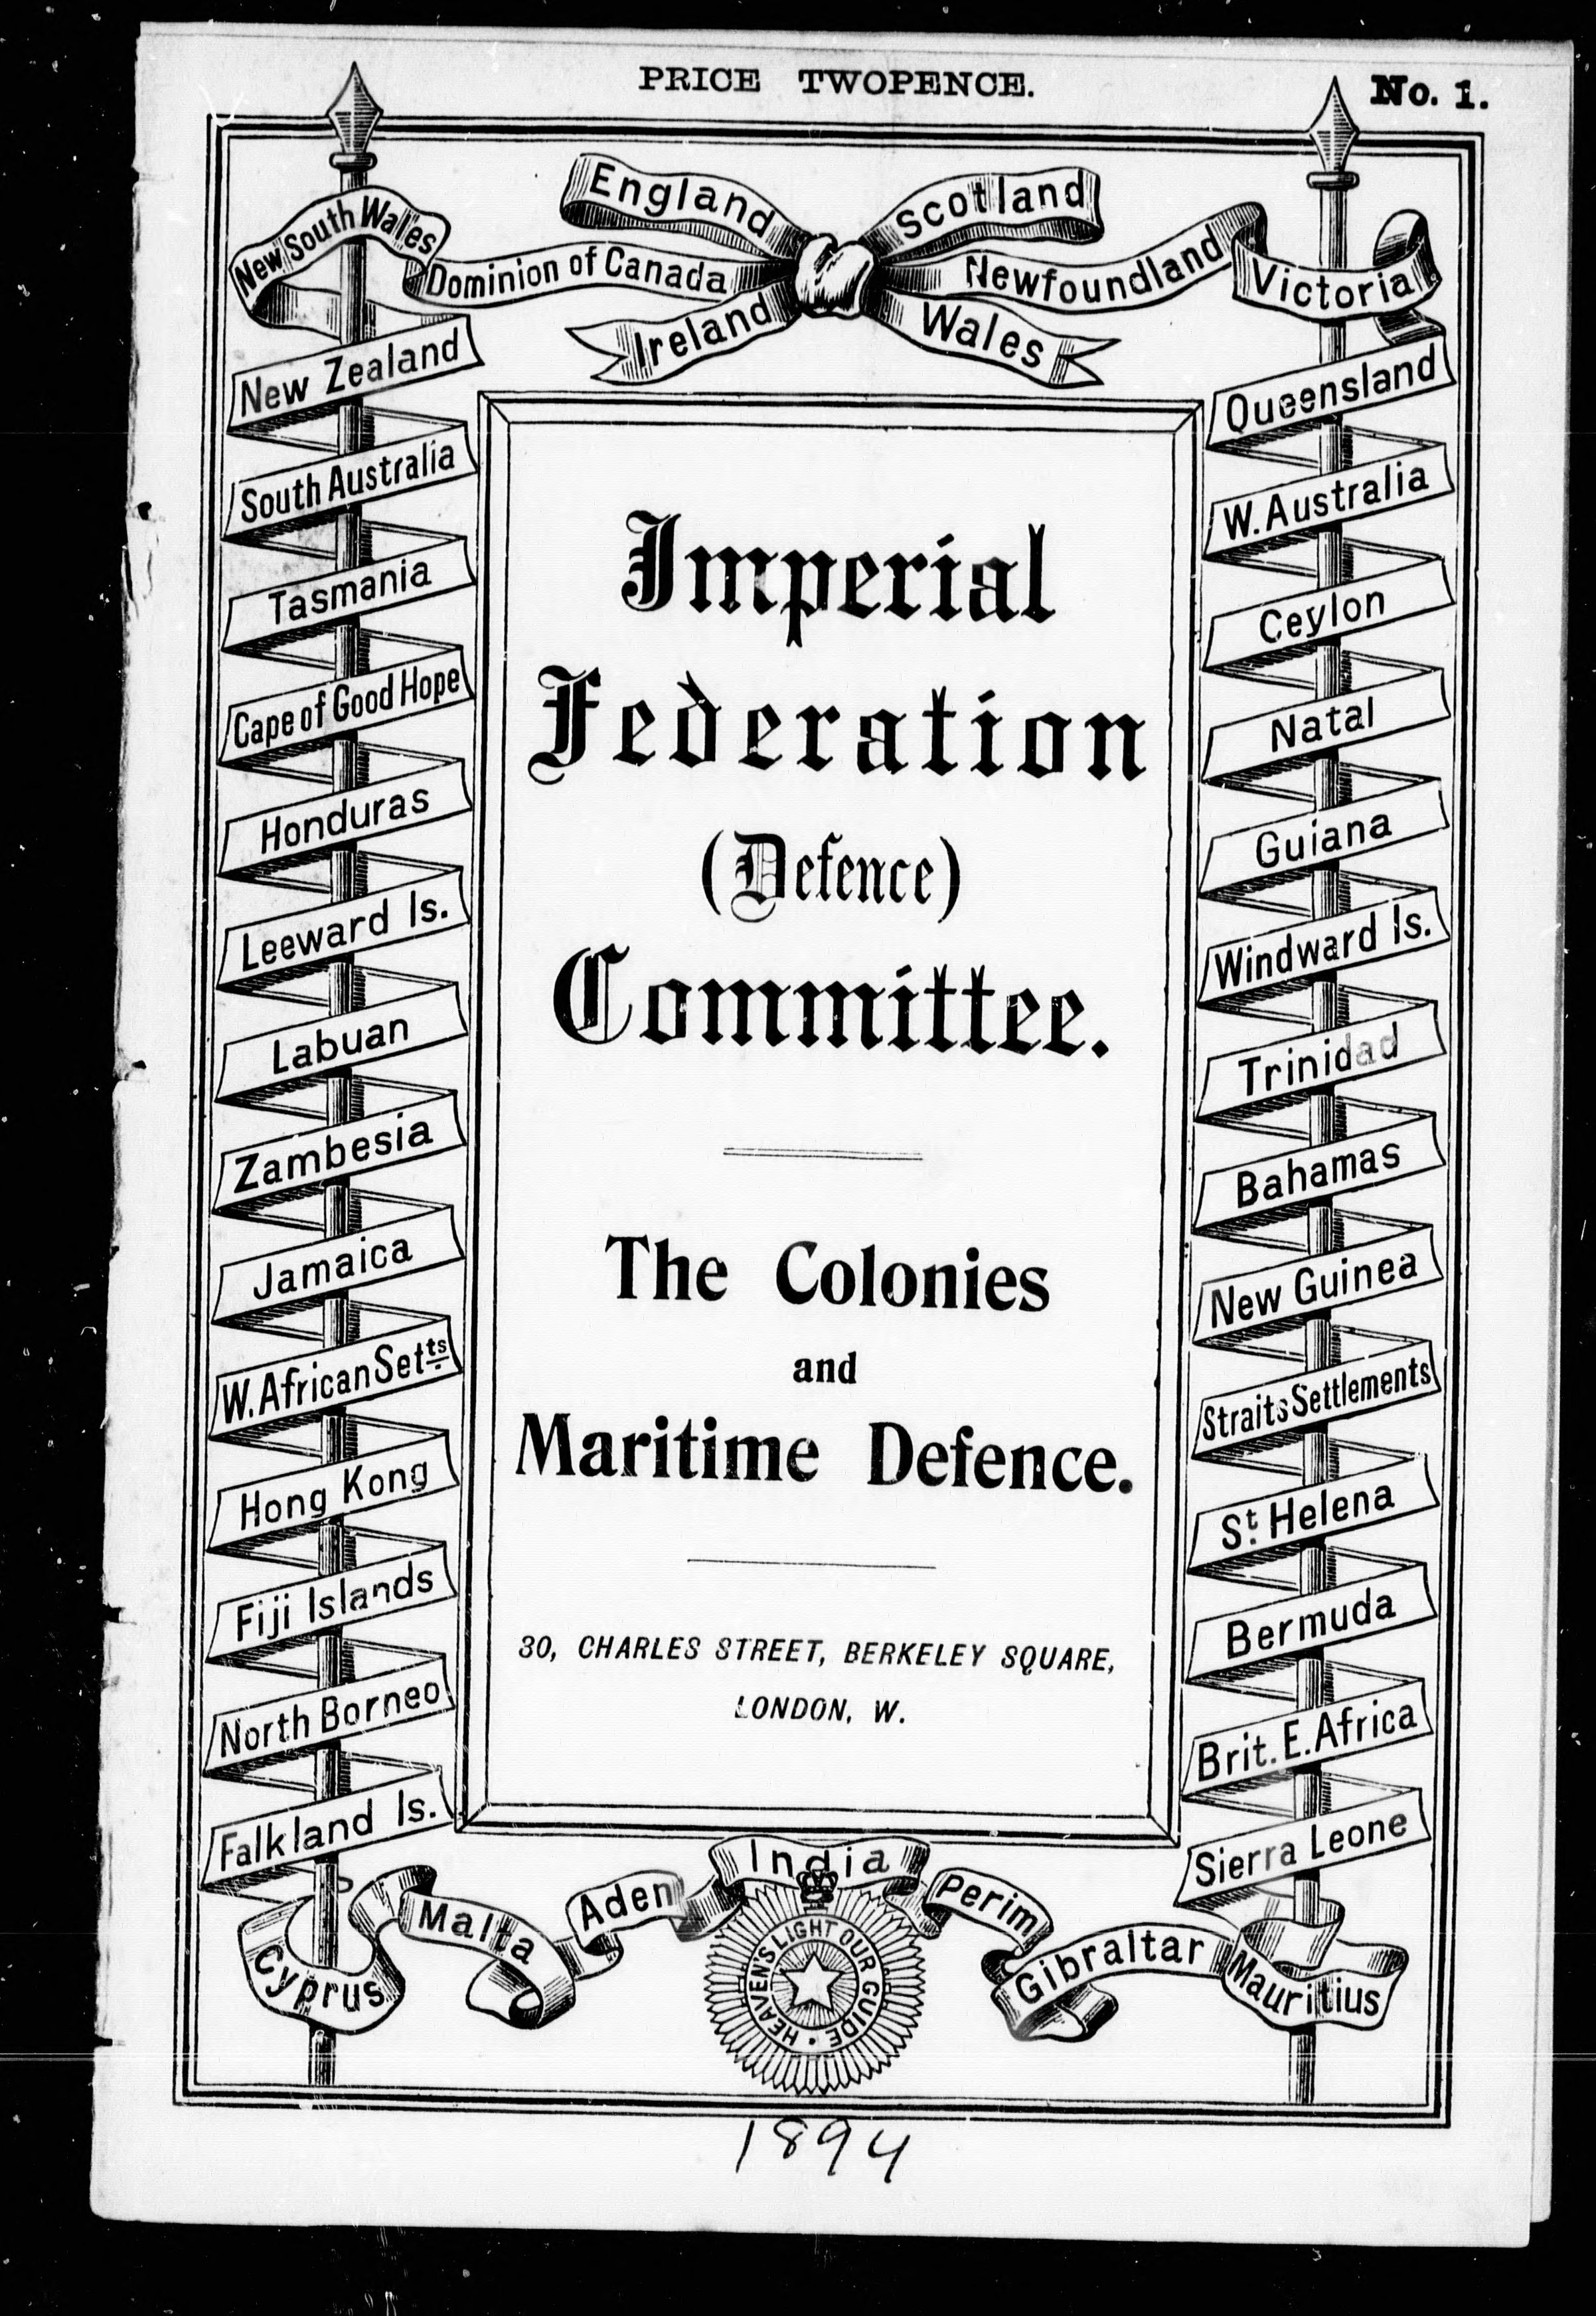 PRICE TWOPENCE.
No. 1.
England
Scotland
New South Wales
Dominion of Canada
Newfoundland
Victoria
Ireland
Wales
New Zealand
South Australia
Tasmania
Cape of Good Hope
Honduras
Leeward Is.
Labuan
Zambesia
Jamaica
W. African Setts.
Hong Kong
Fiji Islands
North Borneo
Falkland Is.
Imperial
Federation
(Defence)
Committee.
The Colonies
and
Maritime Defence.
30, CHARLES STREET, BERKELEY SQUARE,
LONDON, W.
Queensland
W. Australia
Ceylon
Natal
Guiana
Windward Is.
Trinidad
Bahamas
New Guinea
Straits Settlements
St. Helena
Bermuda
Brit. E. Africa
Sierra Leone
Cyprus
Malta
Aden
India
Perim
Gibraltar
Mauritius
HEAVENS LIGHT OUR GUIDE
1894